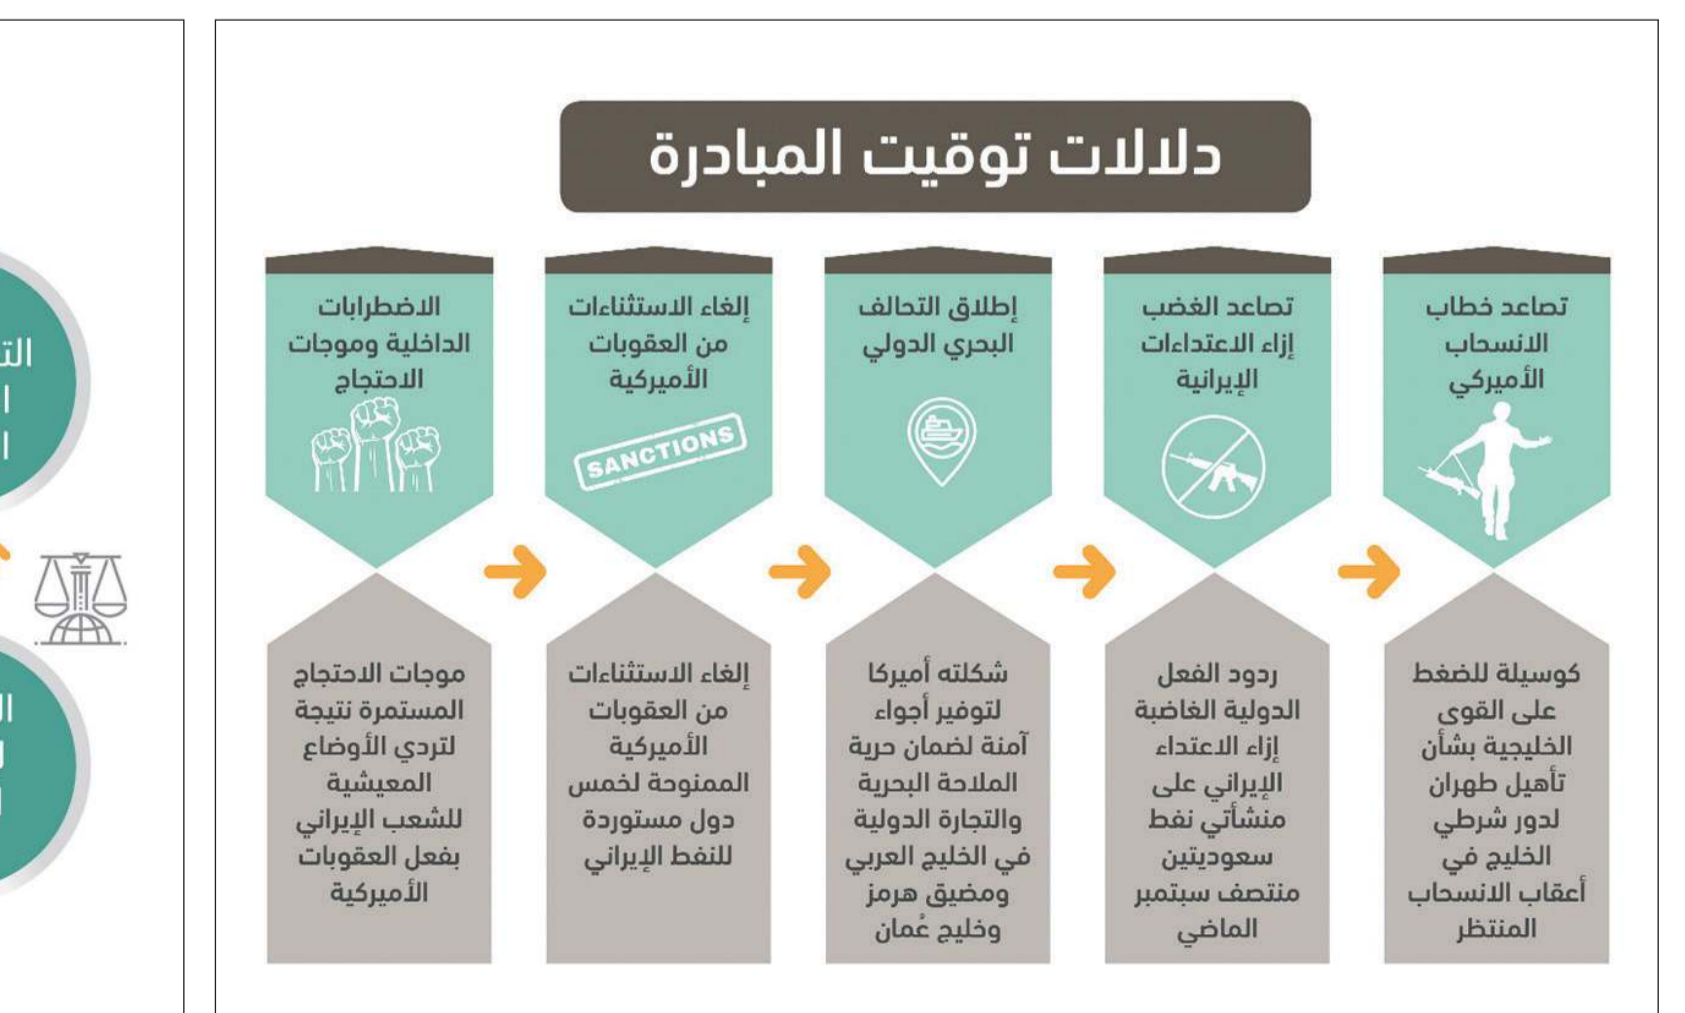 دلالات توقيت المبادرة
تصاعد خطاب
الانسحاب
الأميركي
كوسيلة للضغط
على القوى
الخليجية بشأن
تأهيل طهران
لدور شرطي
الخليج في
أعقاب الانسحاب
المنتظر
تصاعد الغضب
إزاء الاعتداءات
الإيرانية
ردود الفعل
الدولية الغاضبة
إزاء الاعتداء
الإيراني على
منشأتي نفط
سعوديتين
منتصف سبتمبر
الماضي
إطلاق التحالف
البحري الدولي
شكلته أميركا
لتوفير أجواء
آمنة لضمان حرية
الملاحة البحرية
والتجارة الدولية
في الخليج العربي
ومضيق هرمز
وخليج عُمان
إلغاء الاستثناءات
من العقوبات
الأميركية
SANCTIONS
إلغاء الاستثناءات
من العقوبات
الأميركية
الممنوحة لخمس
دول مستوردة
للنفط الإيراني
الاضطرابات
الداخلية وموجات
الاحتجاج
موجات الاحتجاج
المستمرة نتيجة
لتردي الأوضاع
المعيشية
للشعب الإيراني
بفعل العقوبات
الأميركية